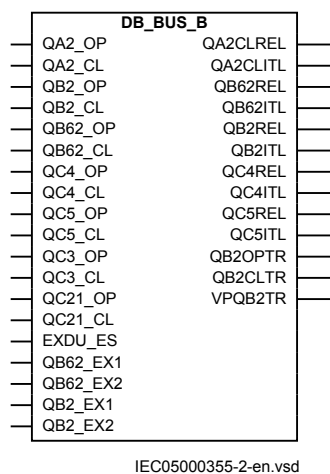 DB_BUS_B
QA2_OP QA2CLREL
QA2_CL QA2CLITL
QB2_OP QB62REL
QB2_CL QB62ITL
QB62_OP QB2REL
QB62_CL QB2ITL
QC4_OP QC4REL
QC4_CL QC4ITL
QC5_OP QC5REL
QC5_CL QC5ITL
QC3_OP QB2OPTR
QC3_CL QB2CLTR
QC21_OP VPQB2TR
QC21_CL
EXDU_ES
QB62_EX1
QB62_EX2
QB2_EX1
QB2_EX2
IEC05000355-2-en.vsd